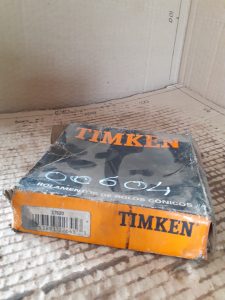 TIMKEN
00604
ROLAMENTOS DE ROLOS CÔNICOS
TIMKEN